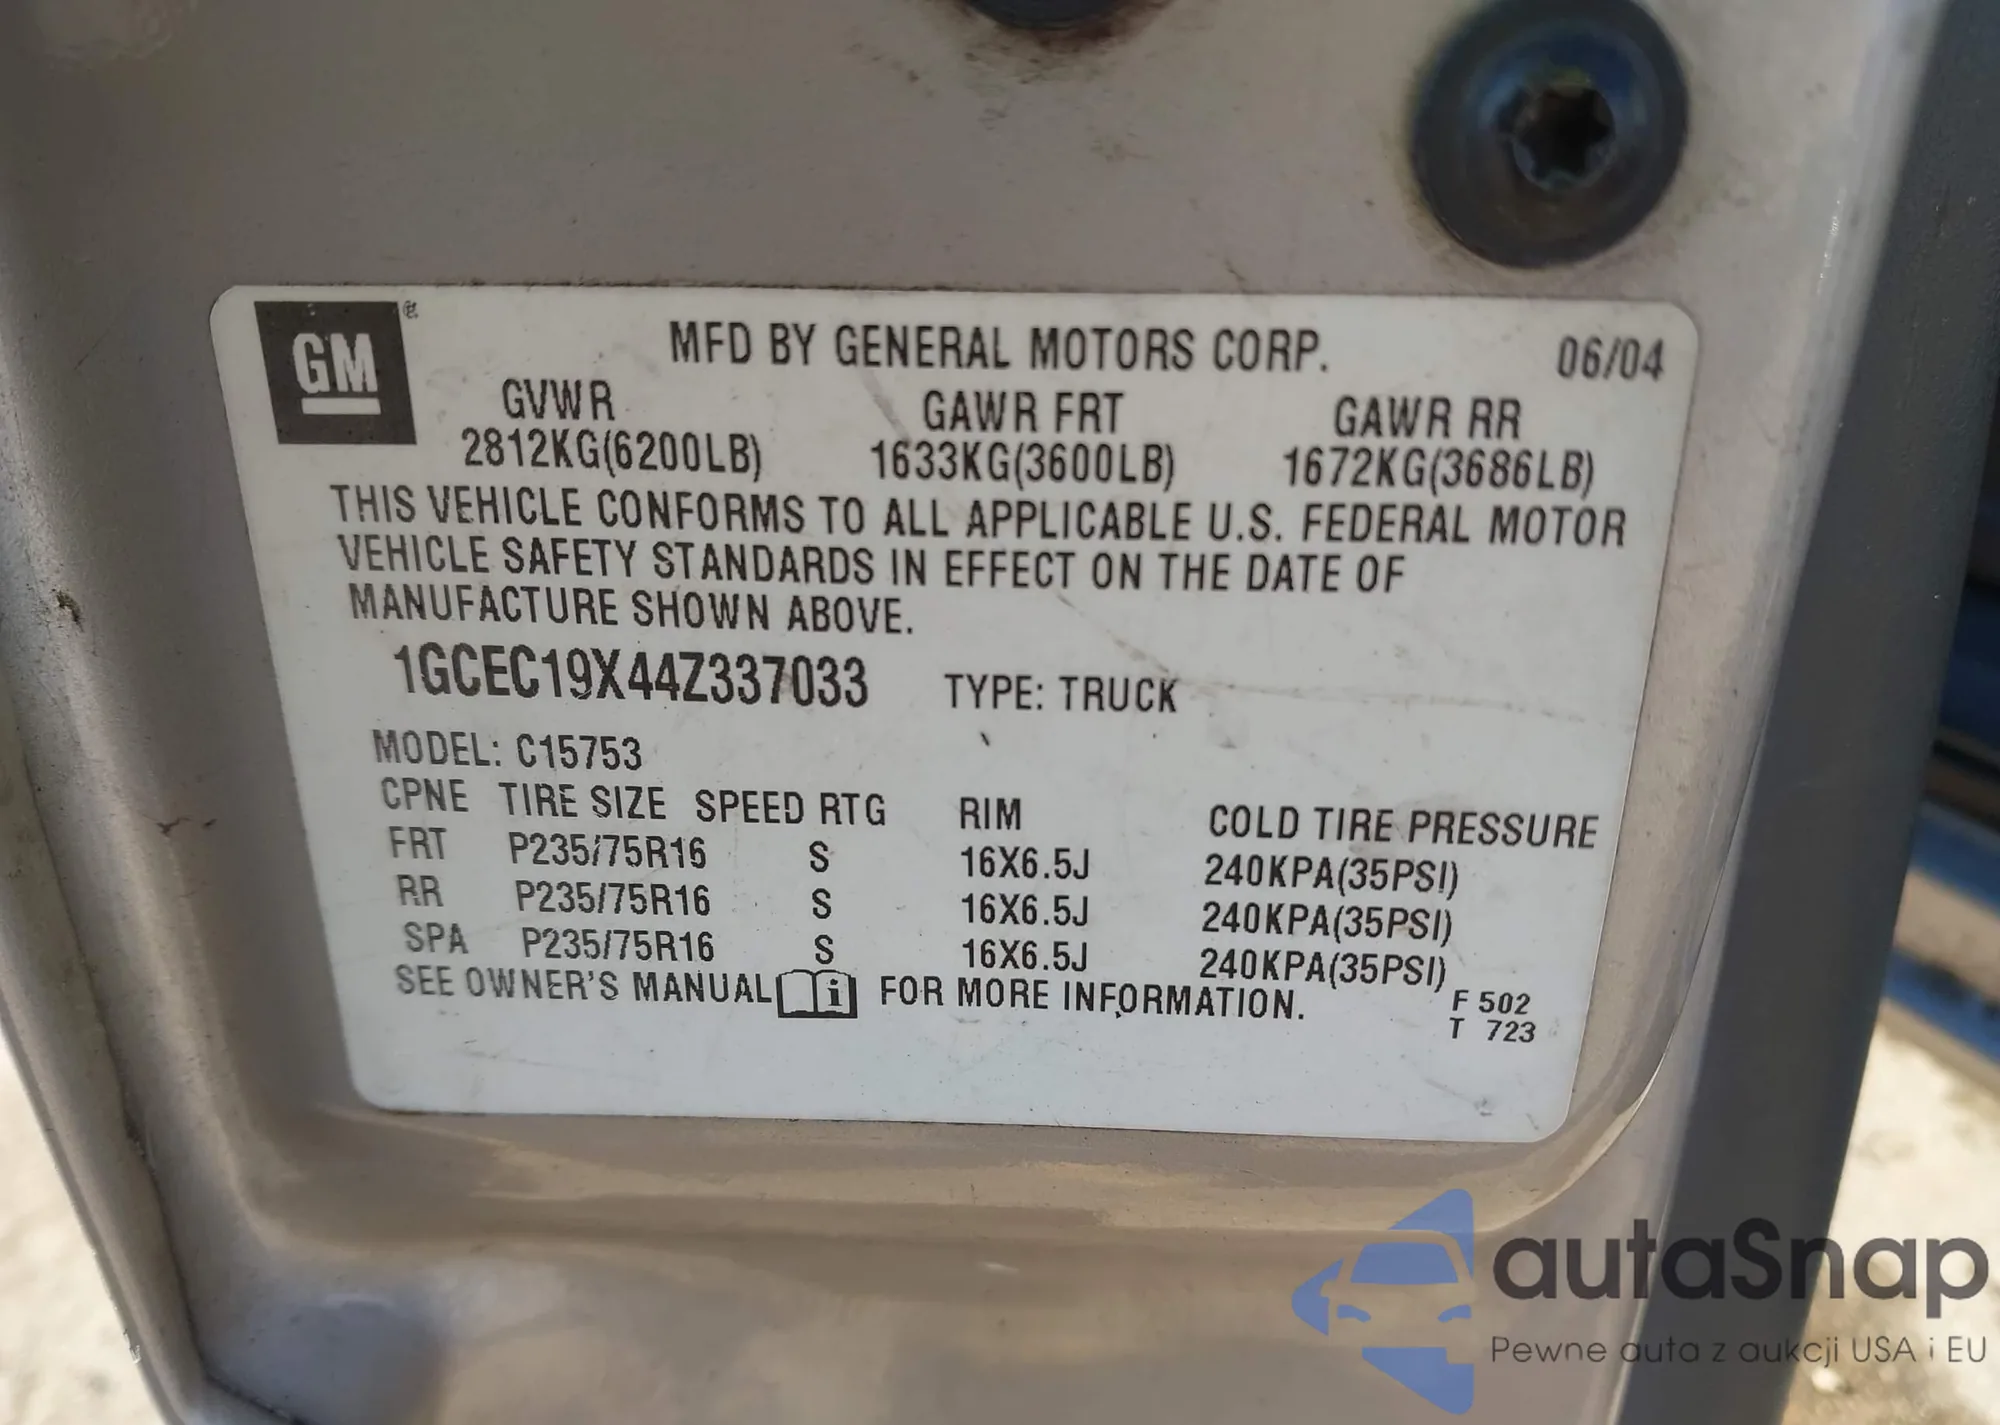 GM ®
MFD BY GENERAL MOTORS CORP. 06/04
GVWR GAWR FRT GAWR RR
2812KG(6200LB) 1633KG(3600LB) 1672KG(3686LB)
THIS VEHICLE CONFORMS TO ALL APPLICABLE U.S. FEDERAL MOTOR
VEHICLE SAFETY STANDARDS IN EFFECT ON THE DATE OF
MANUFACTURE SHOWN ABOVE.
1GCEC19X44Z337033 TYPE: TRUCK
MODEL: C15753
CPNE TIRE SIZE SPEED RTG RIM COLD TIRE PRESSURE
FRT P235/75R16 S 16X6.5J 240KPA(35PSI)
RR P235/75R16 S 16X6.5J 240KPA(35PSI)
SPA P235/75R16 S 16X6.5J 240KPA(35PSI)
SEE OWNER'S MANUAL i FOR MORE INFORMATION.
F 502
T 723
autaSnap
Pewne auta z aukcji USA i EU